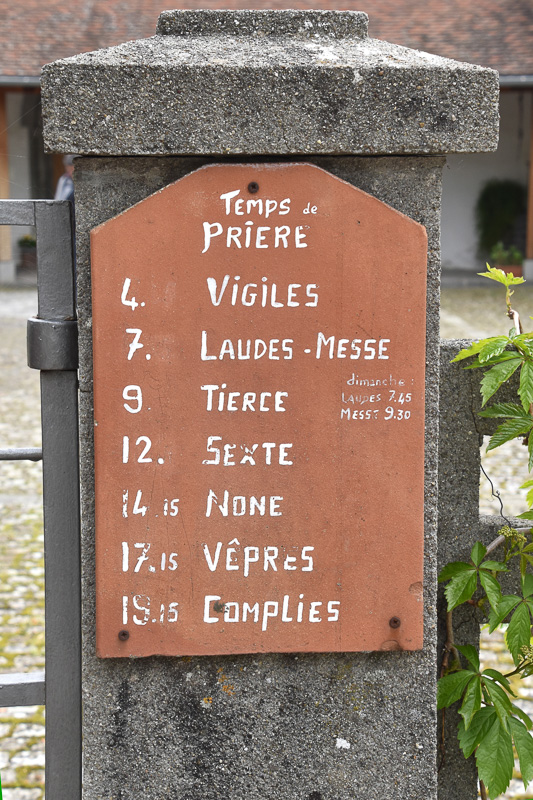 TEMPS de
PRIERE
4. VIGILES
7. LAUDES - MESSE
dimanche :
LAUDES 7.45
MESSE 9.30
9 TIERCE
12. SEXTE
14.15 NONE
17.15 VÊPRES
19.15 COMPLIES